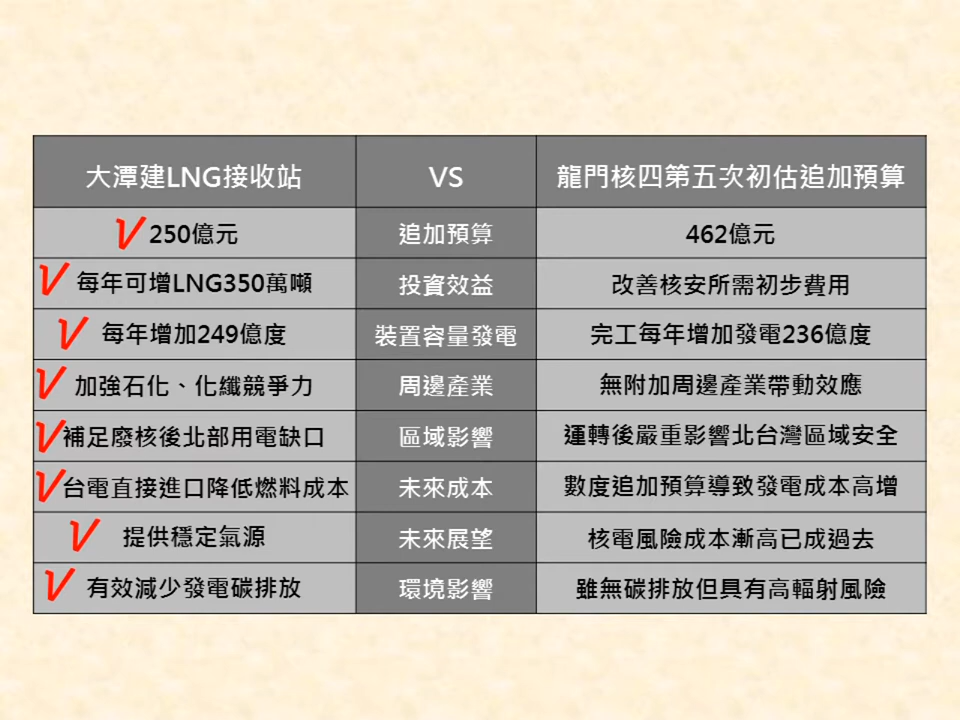 大潭建LNG接收站 VS 龍門核四第五次初估追加預算
250億元 追加預算 462億元
每年可增LNG350萬噸 投資效益 改善核安所需初步費用
每年增加249億度 裝置容量發電 完工每年增加發電236億度
加強石化、化纖競爭力 周邊產業 無附加周邊產業帶動效應
補足廢核後北部用電缺口 區域影響 運轉後嚴重影響北台灣區域安全
台電直接進口降低燃料成本 未來成本 數度追加預算導致發電成本高增
提供穩定氣源 未來展望 核電風險成本漸高已成過去
有效減少發電碳排放 環境影響 雖無碳排放但具有高輻射風險